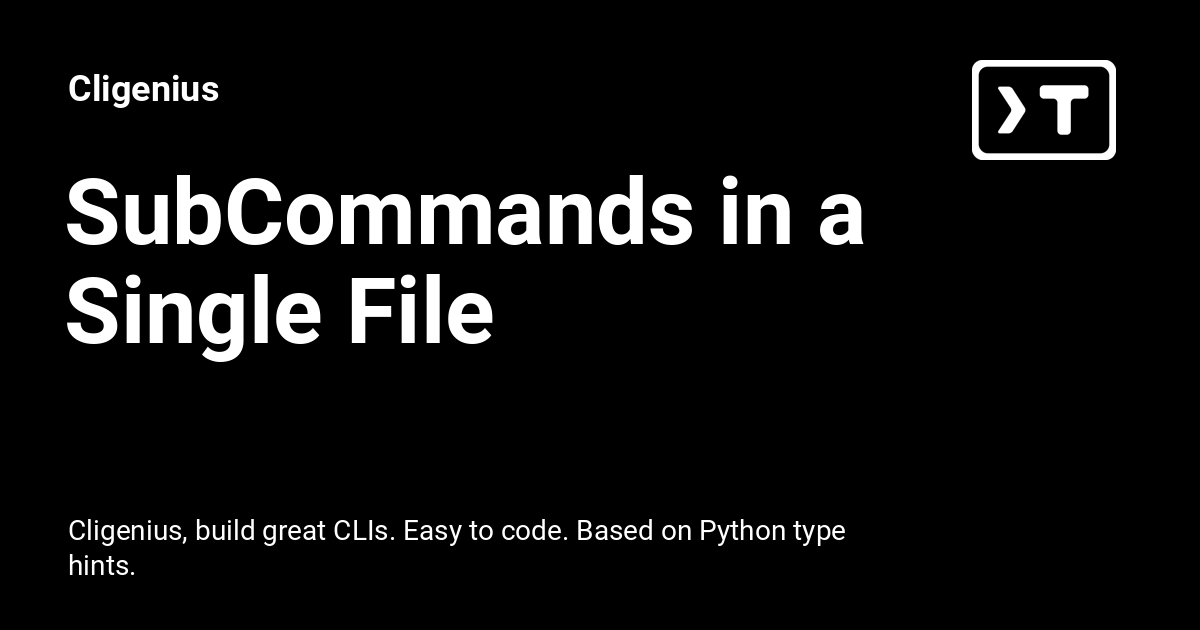 Cligenius
SubCommands in a
Single File
Cligenius, build great CLIs. Easy to code. Based on Python type
hints.